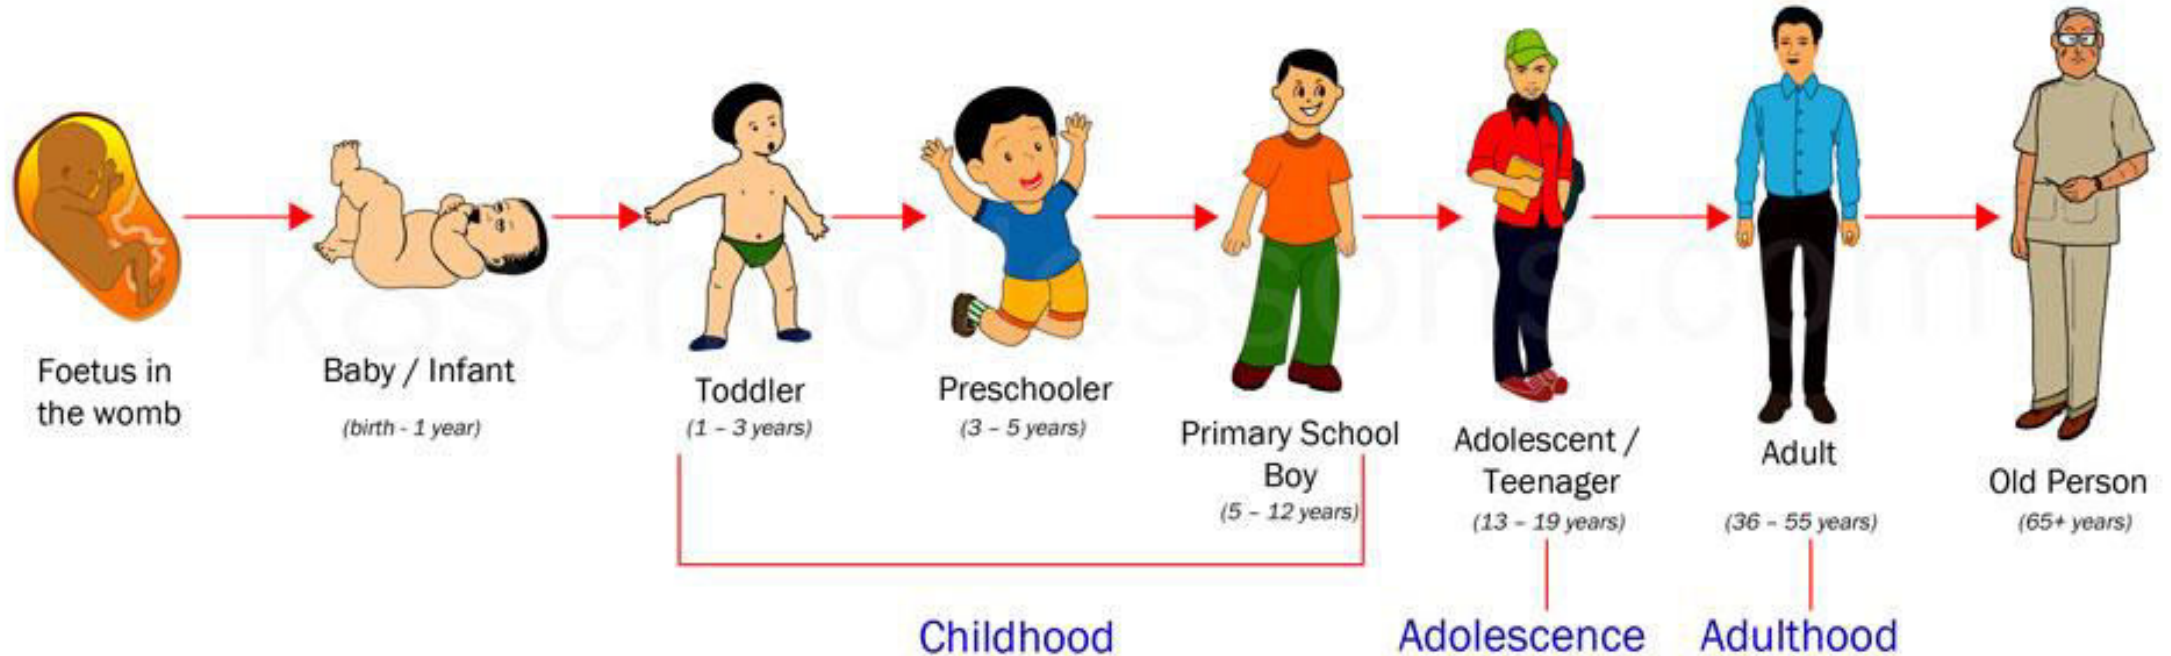 Foetus in
the womb
Baby / Infant
(birth - 1 year)
Toddler
(1 – 3 years)
Preschooler
(3 – 5 years)
Primary School
Boy
(5 – 12 years)
Adolescent /
Teenager
(13 – 19 years)
Adult
(36 – 55 years)
Old Person
(65+ years)
Childhood
Adolescence
Adulthood